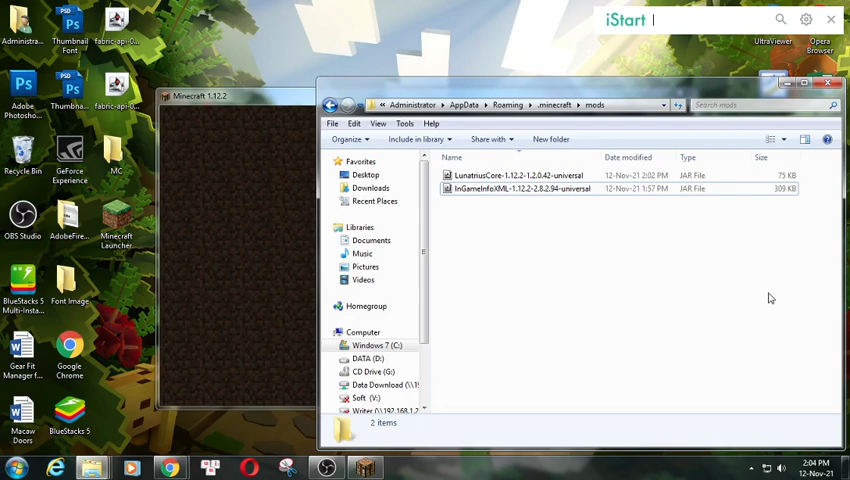 iStart
Administra...
Thumbnail
Font
fabric-api-0...
UltraViewer
Opera
Browser
Adobe
Photosho...
Thumbna...
fabric-api-0...
Recycle Bin
GeForce
Experience
MC
OBS Studio
AdobeFire...
Minecraft
Launcher
BlueStacks 5
Multi-Insta...
Font Image
Gear Fit
Manager f...
Google
Chrome
Macaw
Doors
BlueStacks 5
Minecraft 1.12.2
« Administrator AppData Roaming .minecraft mods
Search mods
File Edit View Tools Help
Organize Include in library Share with New folder
Favorites
Desktop
Downloads
Recent Places
Libraries
Documents
Music
Pictures
Videos
Homegroup
Computer
Windows 7 (C:)
DATA (D:)
CD Drive (G:)
Data Download (\\19
Soft (V:)
Writer (\\192.168.1.2
Name Date modified Type Size
LunatriusCore-1.12.2-1.2.0.42-universal 12-Nov-21 2:02 PM JAR File 75 KB
InGameInfoXML-1.12.2-2.8.2.94-universal 12-Nov-21 1:57 PM JAR File 309 KB
2 items
2:04 PM
12-Nov-21